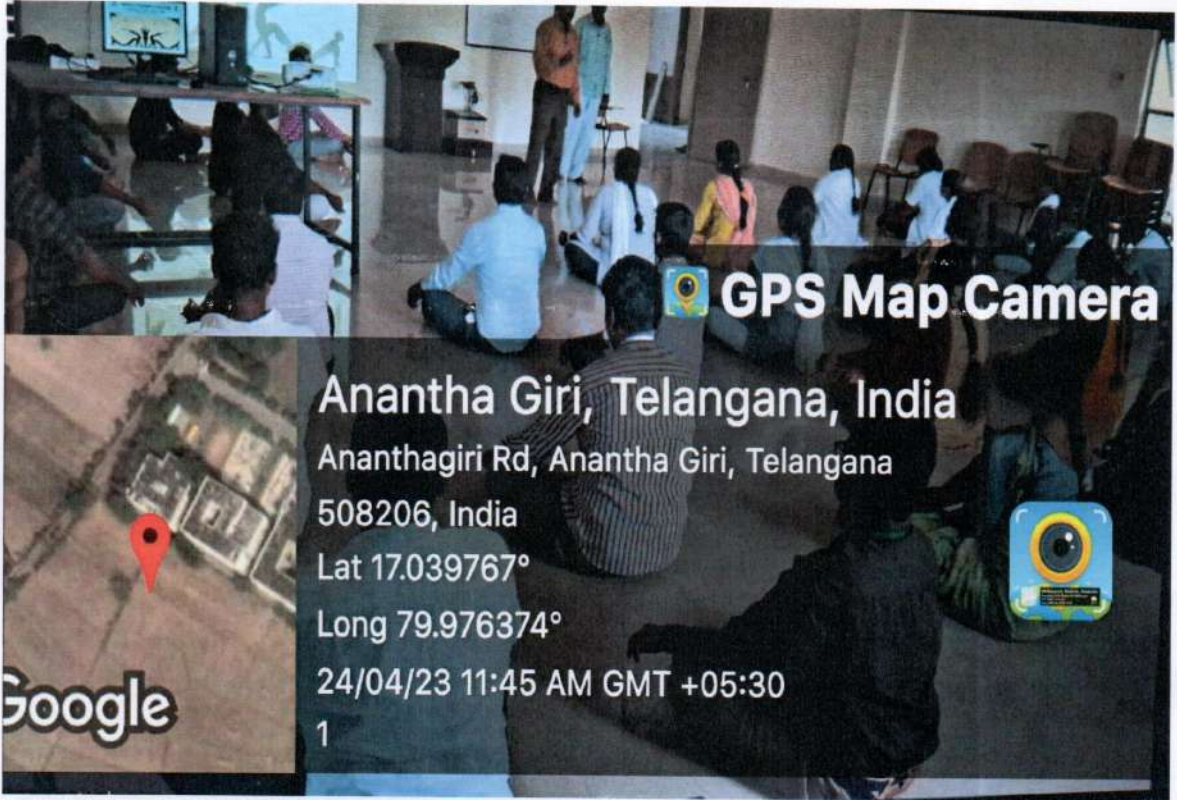 GPS Map Camera
Anantha Giri, Telangana, India
Ananthagiri Rd, Anantha Giri, Telangana
508206, India
Lat 17.039767°
Long 79.976374°
24/04/23 11:45 AM GMT +05:30
1
Google